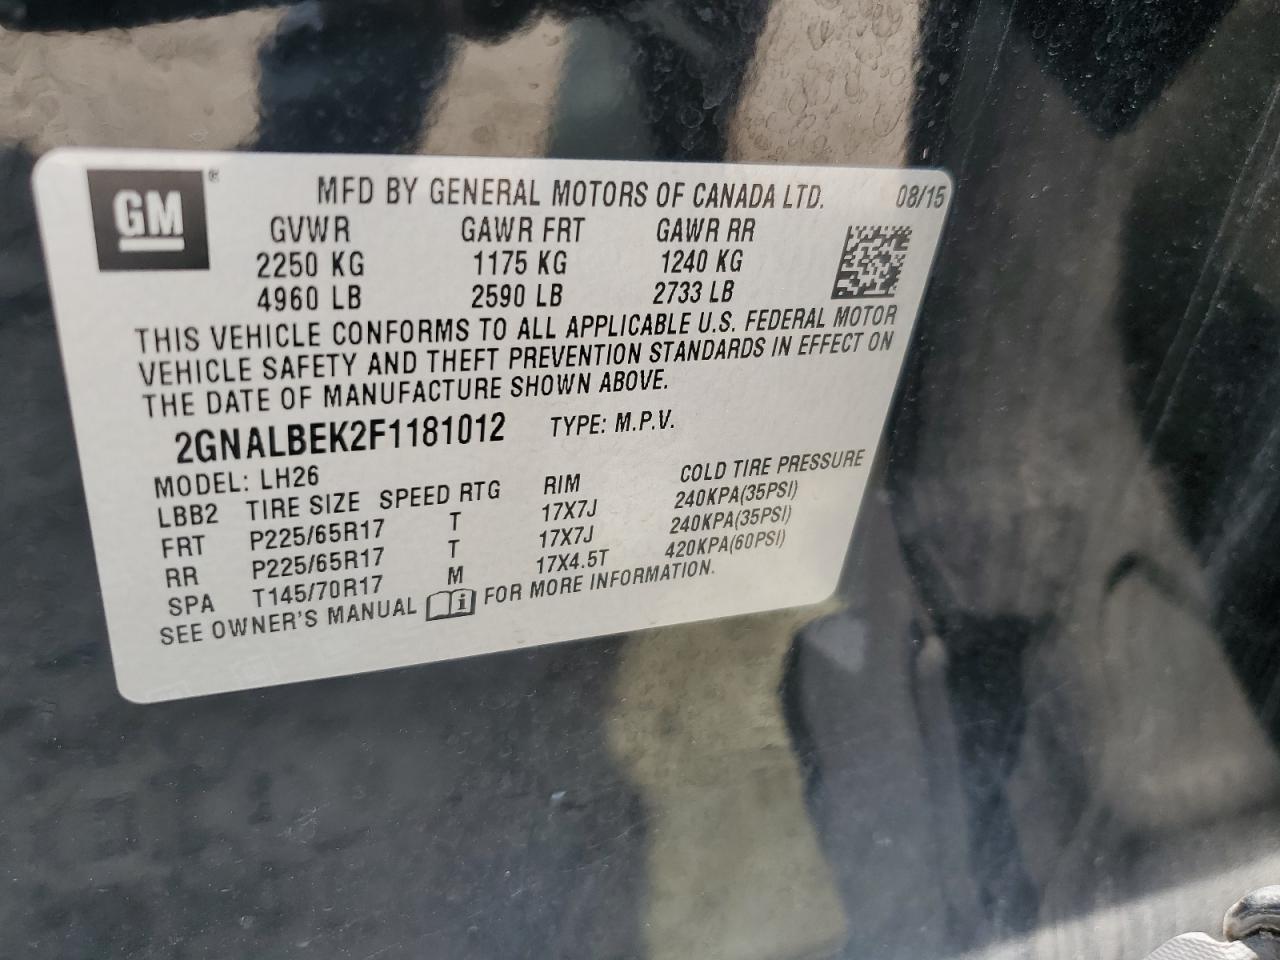 GM ® MFD BY GENERAL MOTORS OF CANADA LTD. 08/15
GVWR GAWR FRT GAWR RR
2250 KG 1175 KG 1240 KG
4960 LB 2590 LB 2733 LB
THIS VEHICLE CONFORMS TO ALL APPLICABLE U.S. FEDERAL MOTOR
VEHICLE SAFETY AND THEFT PREVENTION STANDARDS IN EFFECT ON
THE DATE OF MANUFACTURE SHOWN ABOVE.
2GNALBEK2F1181012 TYPE: M.P.V.
MODEL: LH26
LBB2 TIRE SIZE SPEED RTG RIM COLD TIRE PRESSURE
FRT P225/65R17 T 17X7J 240KPA(35PSI)
RR P225/65R17 T 17X7J 240KPA(35PSI)
SPA T145/70R17 M 17X4.5T 420KPA(60PSI)
SEE OWNER'S MANUAL i FOR MORE INFORMATION.